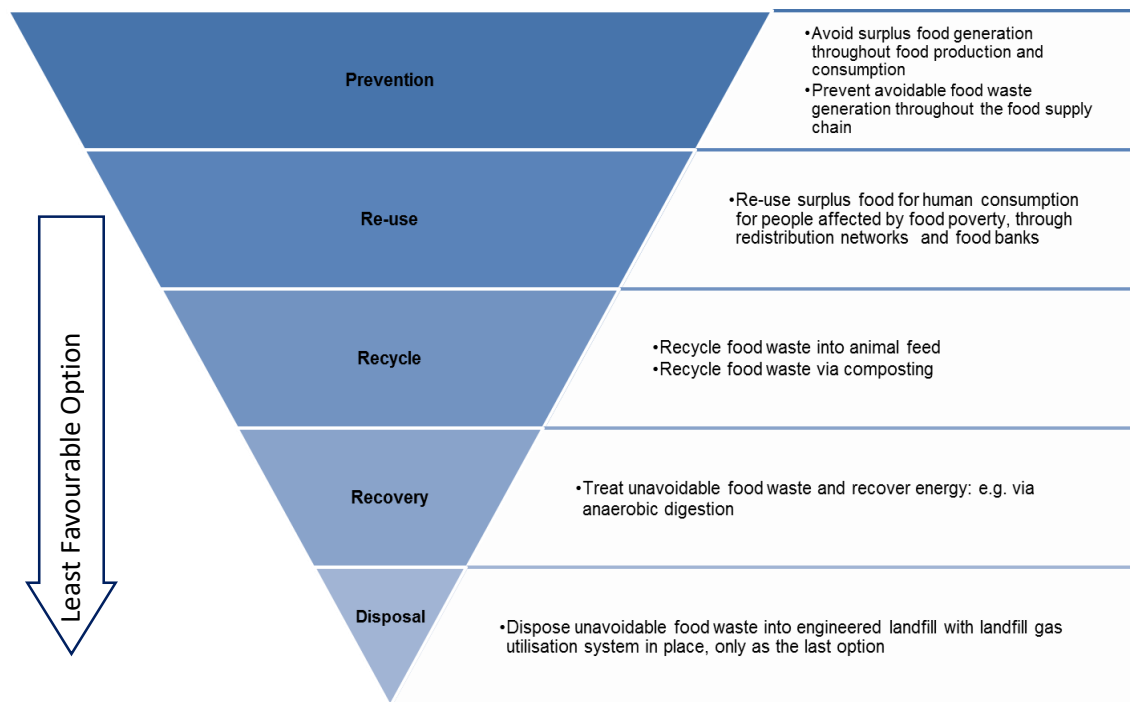 Prevention
•Avoid surplus food generation
throughout food production and
consumption
•Prevent avoidable food waste
generation throughout the food supply
chain
Re-use
•Re-use surplus food for human consumption
for people affected by food poverty, through
redistribution networks and food banks
Recycle
•Recycle food waste into animal feed
•Recycle food waste via composting
Recovery
•Treat unavoidable food waste and recover energy: e.g. via
anaerobic digestion
Disposal
•Dispose unavoidable food waste into engineered landfill with landfill gas
utilisation system in place, only as the last option
Least Favourable Option